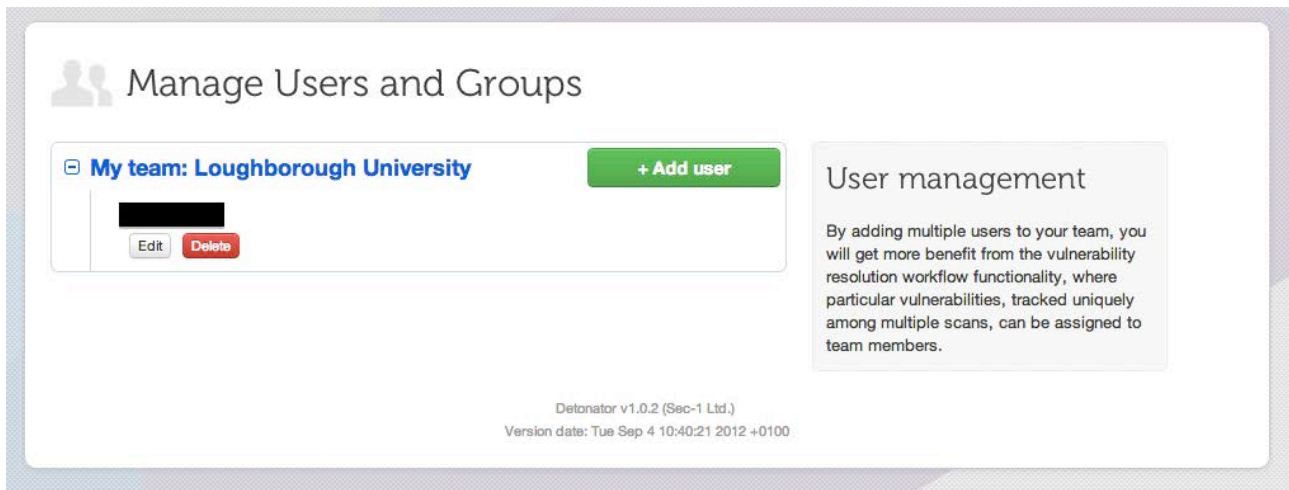 Manage Users and Groups
My team: Loughborough University
+ Add user
Edit
Delete
User management
By adding multiple users to your team, you
will get more benefit from the vulnerability
resolution workflow functionality, where
particular vulnerabilities, tracked uniquely
among multiple scans, can be assigned to
team members.
Detonator v1.0.2 (Sec-1 Ltd.)
Version date: Tue Sep 4 10:40:21 2012 +0100